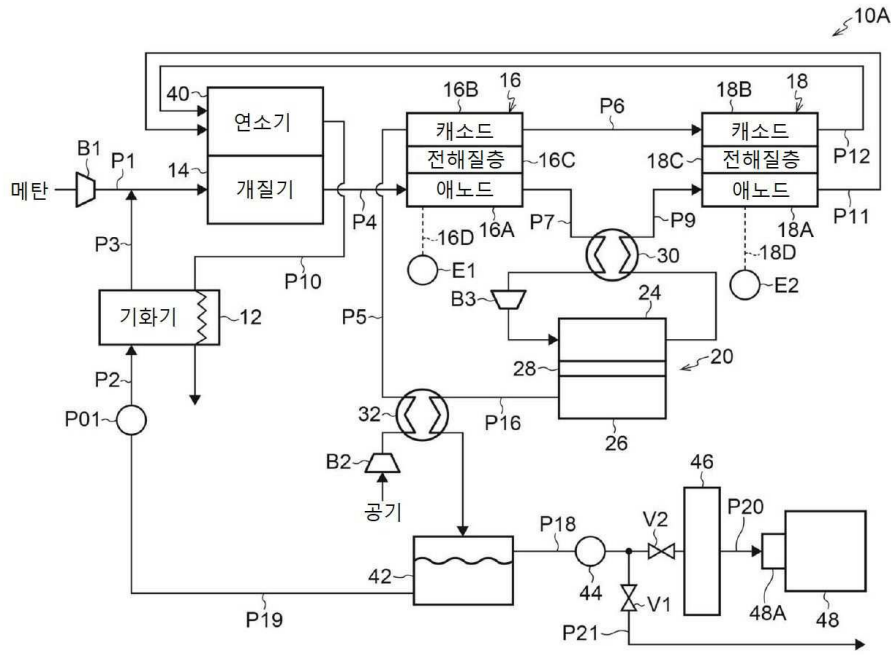 10A
40
연소기
14
개질기
B1
P1
메탄
P3
P4
P10
16B
16
캐소드
전해질층
16C
애노드
16A
16D
E1
P6
P7
P9
30
18B
18
캐소드
18C
전해질층
애노드
18A
18D
E2
P12
P11
기화기
12
P2
P01
P5
B3
24
28
20
26
32
P16
B2
공기
42
P19
P18
44
V2
V1
P21
46
P20
48A
48